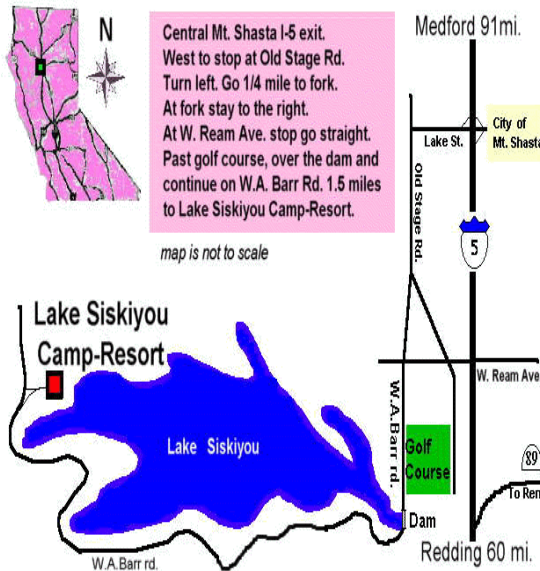 N
Central Mt. Shasta I-5 exit.
West to stop at Old Stage Rd.
Turn left. Go 1/4 mile to fork.
At fork stay to the right.
At W. Ream Ave. stop go straight.
Past golf course, over the dam and
continue on W.A. Barr Rd. 1.5 miles
to Lake Siskiyou Camp-Resort.
map is not to scale
Medford 91mi.
Lake St.
City of
Mt. Shasta
Old Stage Rd.
5
Lake Siskiyou
Camp-Resort
W. Ream Ave
W.A.Barr rd.
Lake Siskiyou
Golf
Course
89
To Ren
Dam
W.A.Barr rd.
Redding 60 mi.